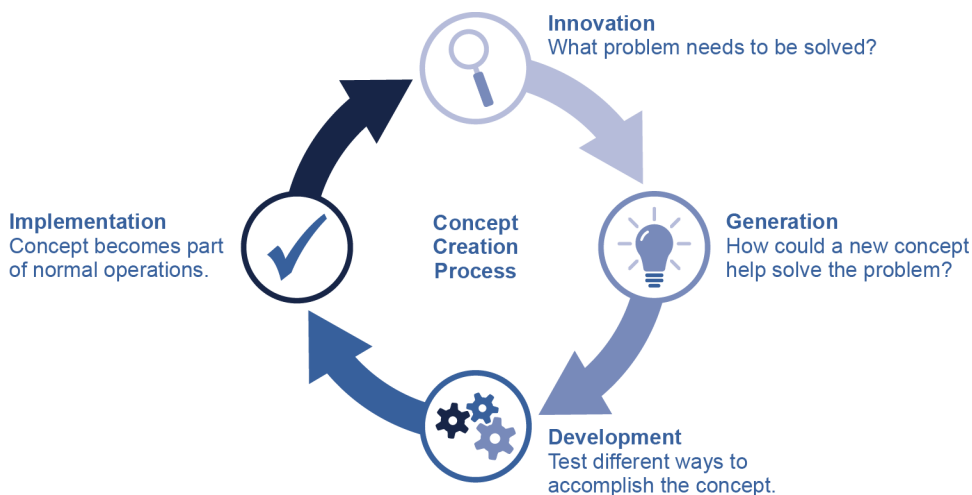 Innovation
What problem needs to be solved?
Implementation
Concept becomes part
of normal operations.
Concept
Creation
Process
Generation
How could a new concept
help solve the problem?
Development
Test different ways to
accomplish the concept.